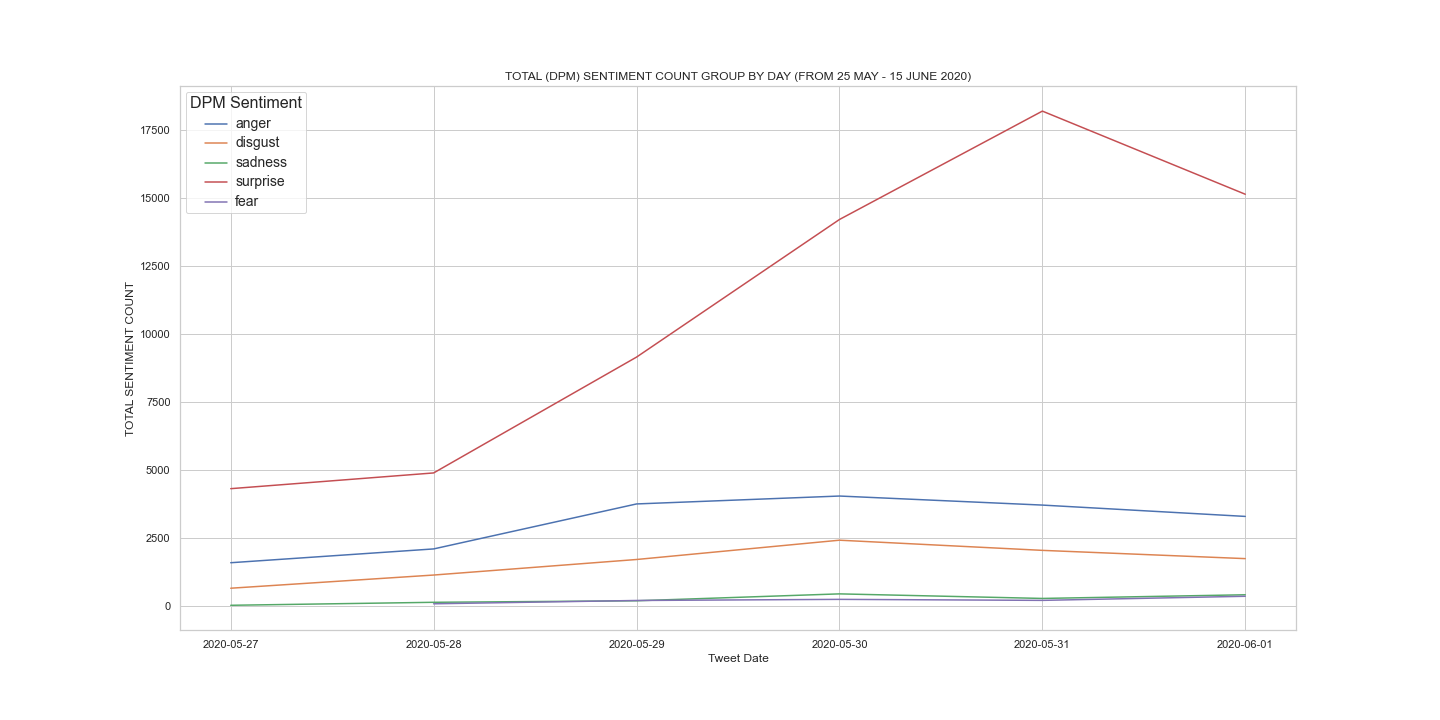 TOTAL (DPM) SENTIMENT COUNT GROUP BY DAY (FROM 25 MAY - 15 JUNE 2020)
DPM Sentiment
anger
disgust
sadness
surprise
fear
17500
15000
12500
10000
7500
5000
2500
0
TOTAL SENTIMENT COUNT
2020-05-27 2020-05-28 2020-05-29 2020-05-30 2020-05-31 2020-06-01
Tweet Date